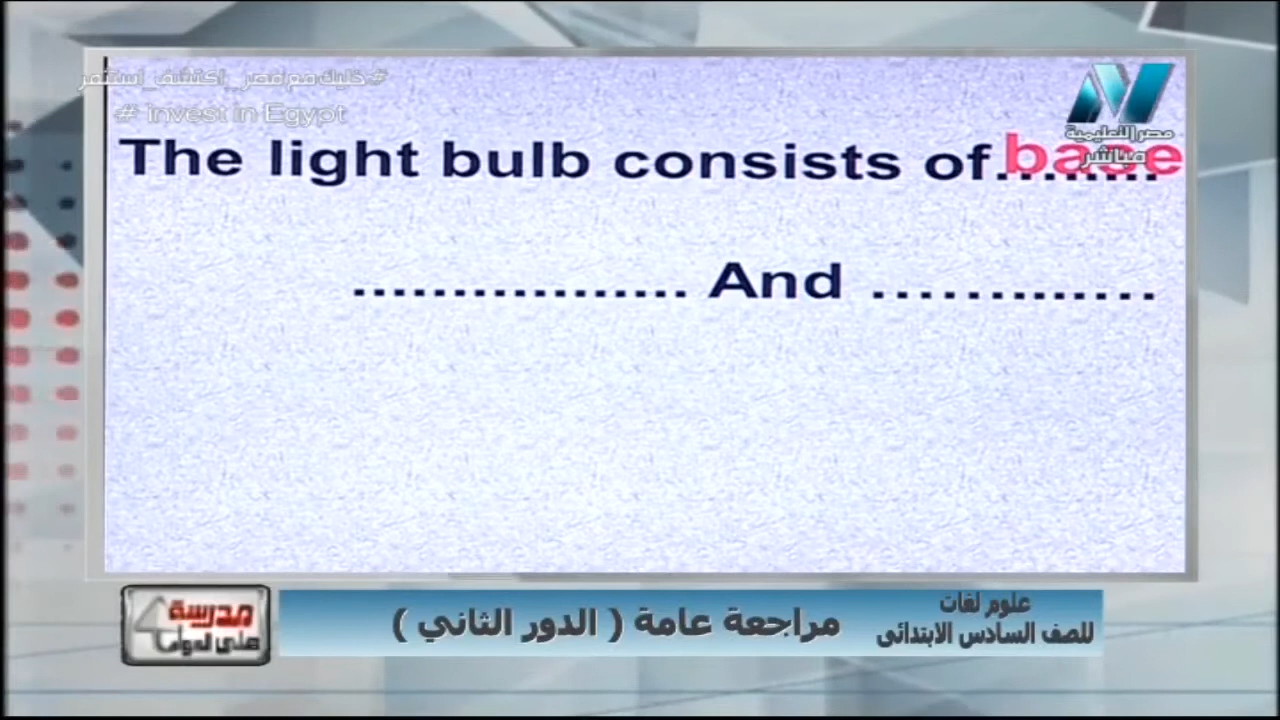 #خليك_مع_مصر_إكتشف_إستثمر
# invest in Egypt
مصر التعليمية
مباشر
The light bulb consists of........base
................. And .................
علوم لغات
للصف السادس الابتدائى
مراجعة عامة ( الدور الثاني )
مدرسة
على الهواء